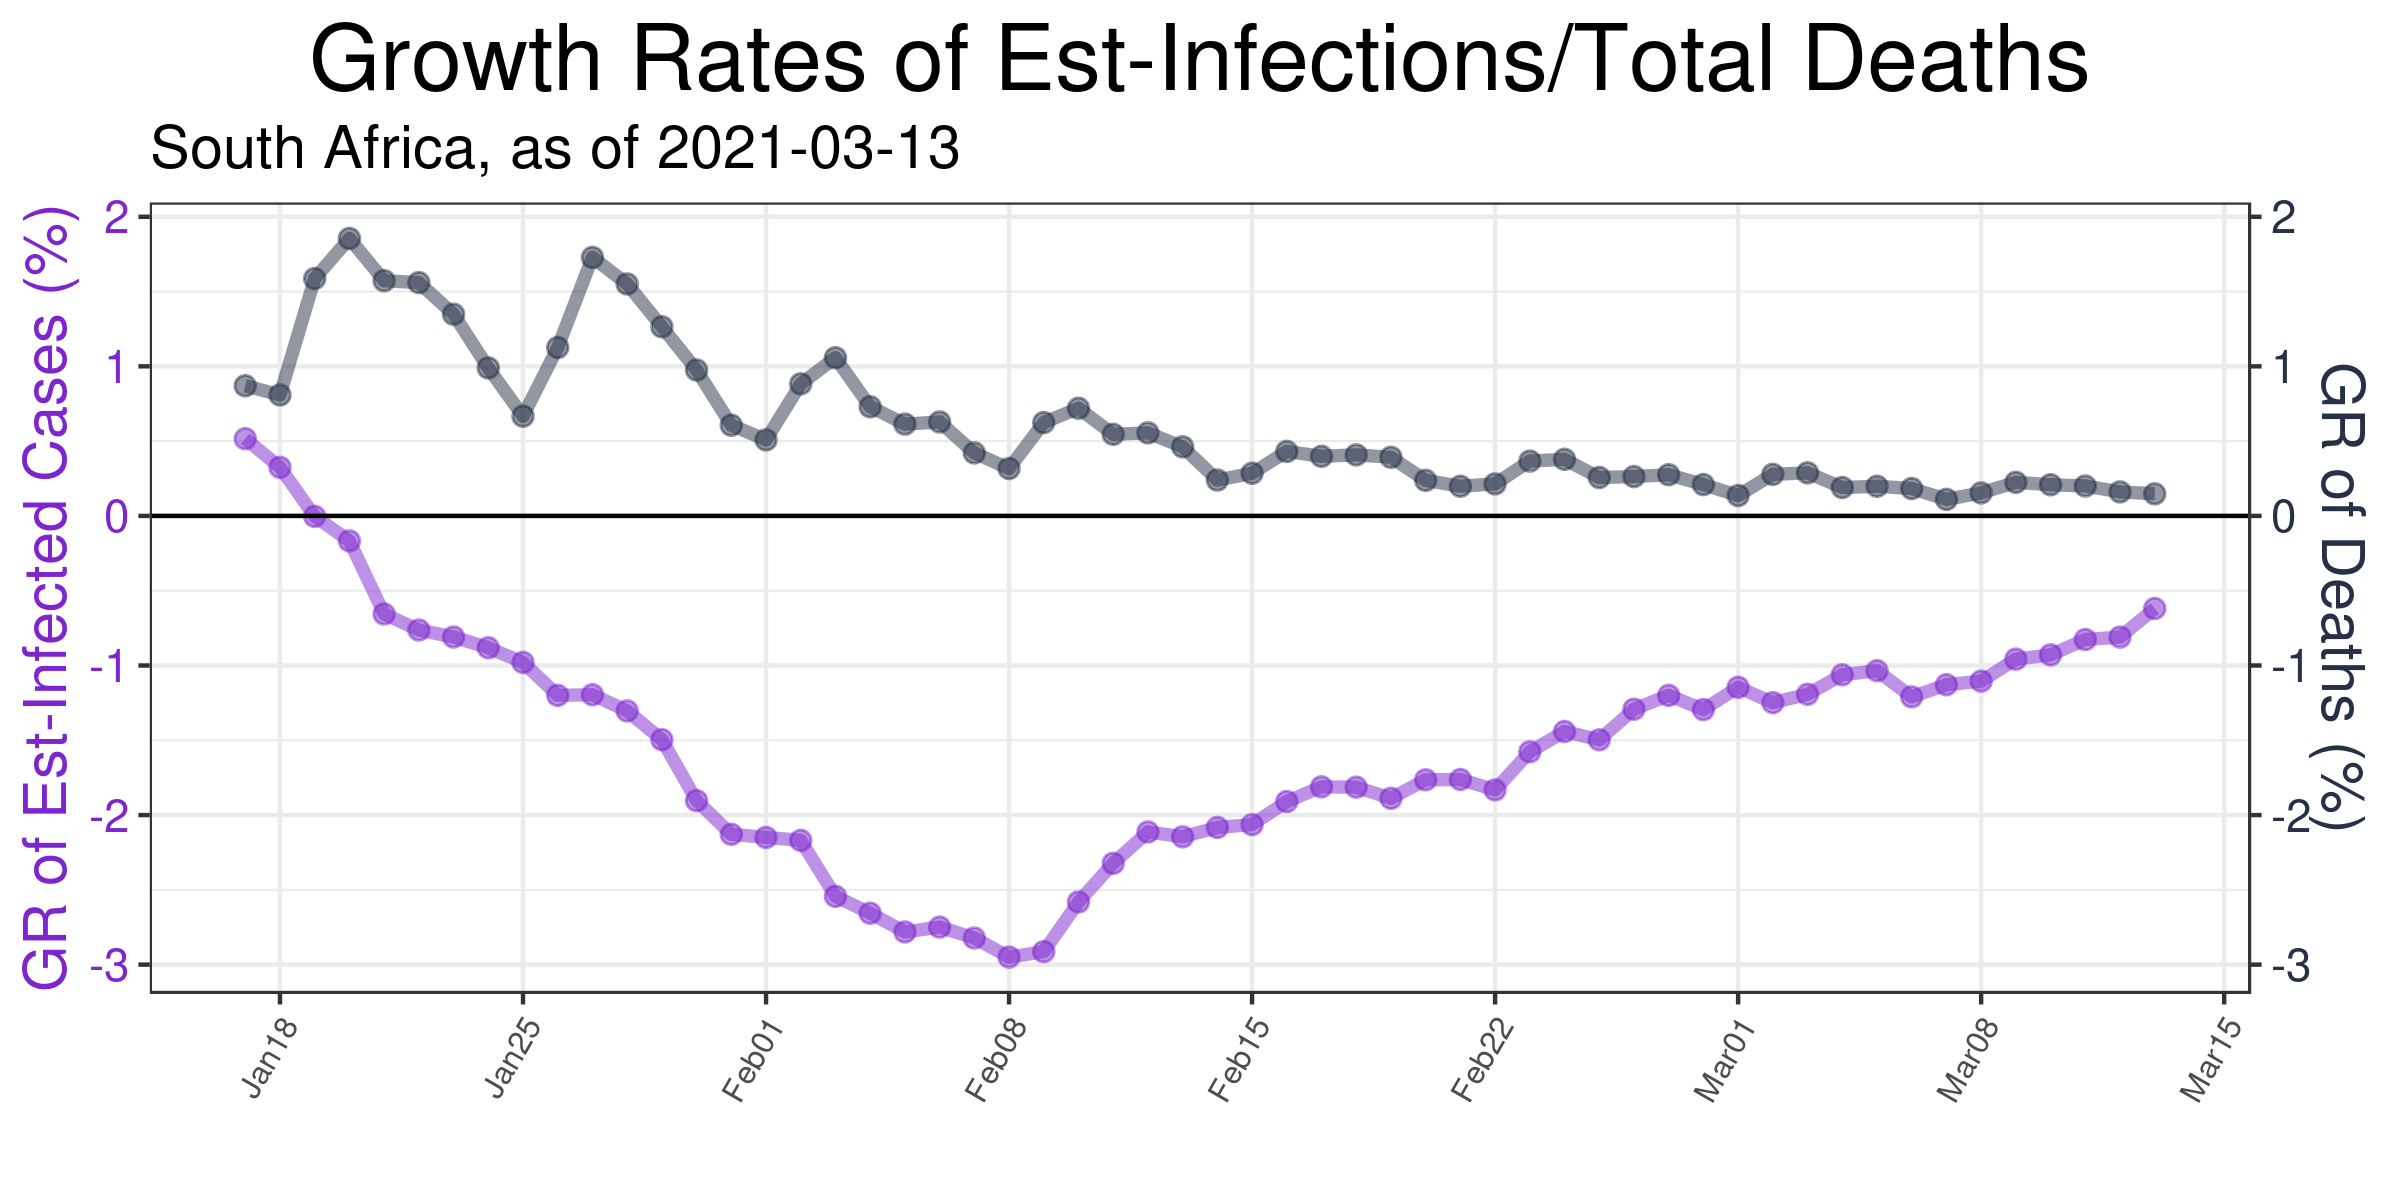 Growth Rates of Est-Infections/Total Deaths
South Africa, as of 2021-03-13
GR of Est-Infected Cases (%)
2
1
0
-1
-2
-3
2
1
0
-1
-2
-3
GR of Deaths (%)
Jan18
Jan25
Feb01
Feb08
Feb15
Feb22
Mar01
Mar08
Mar15